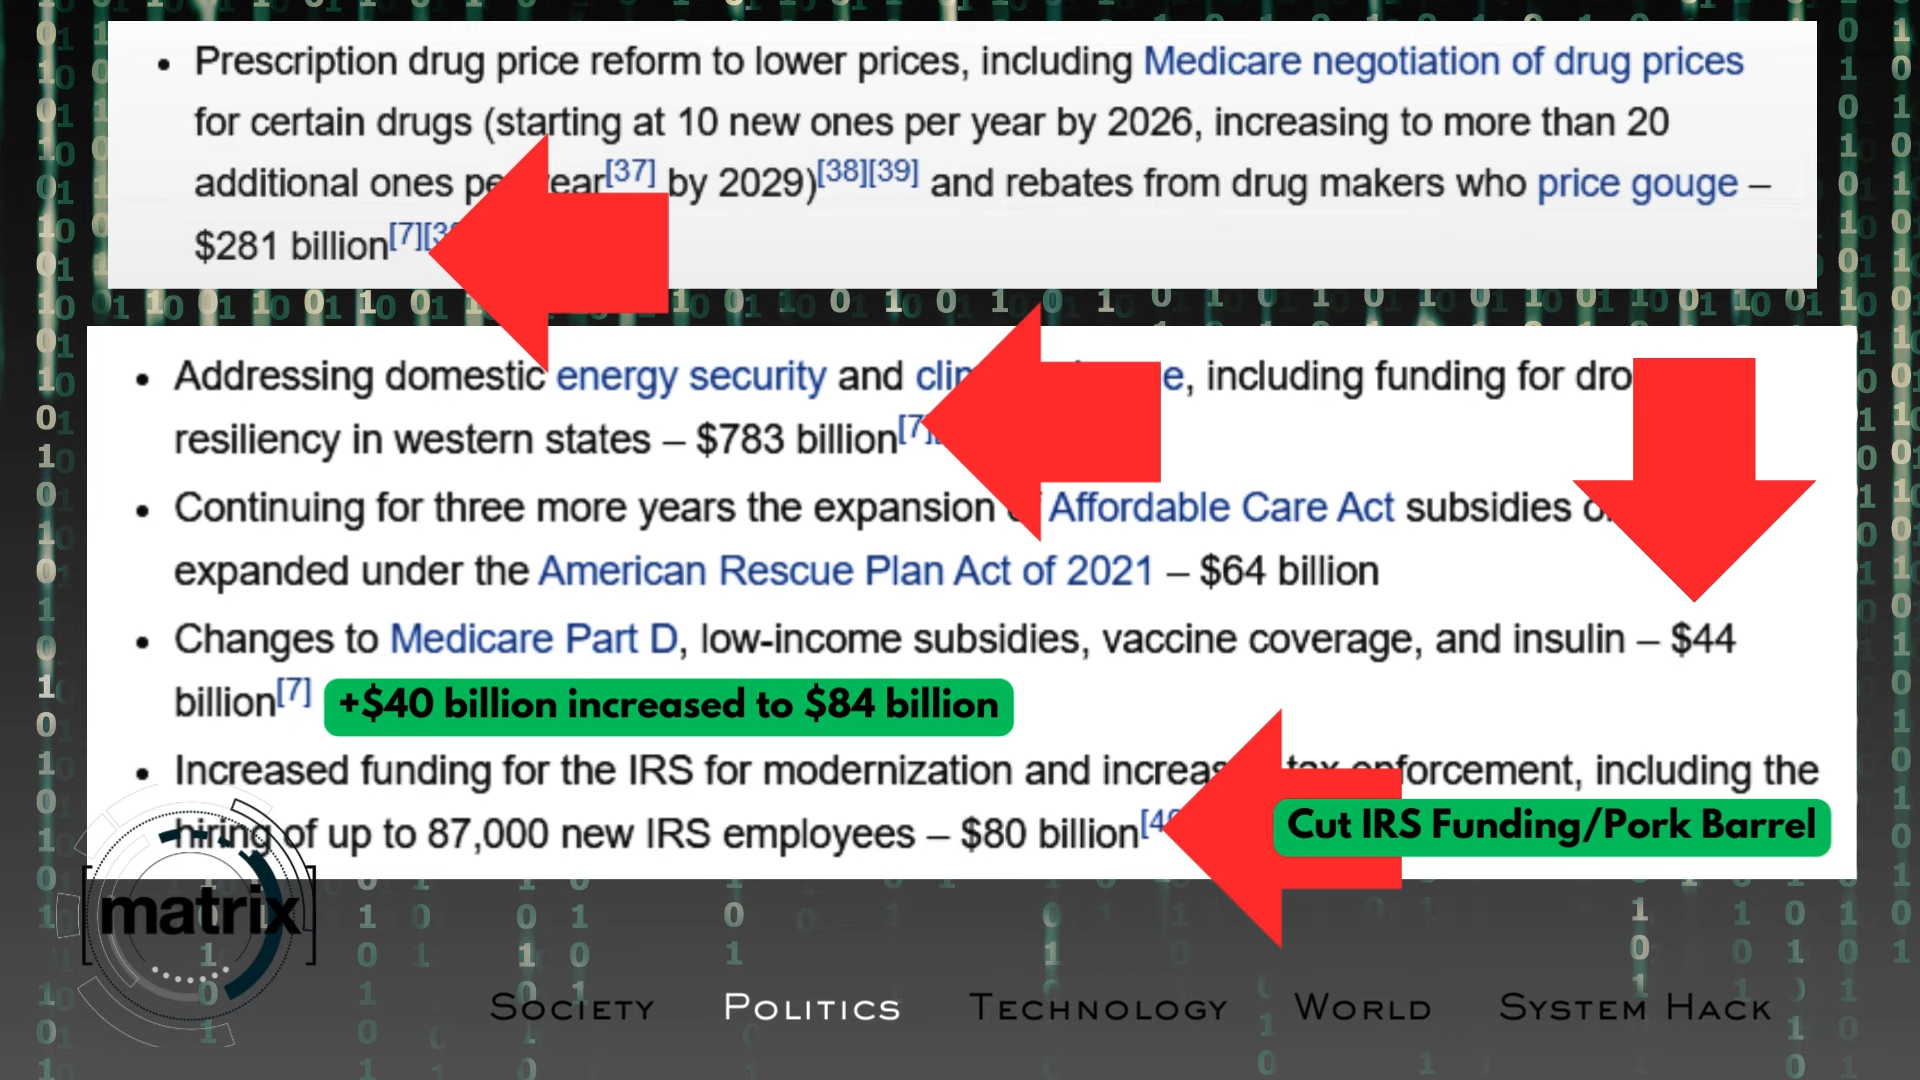 Prescription drug price reform to lower prices, including Medicare negotiation of drug prices
for certain drugs (starting at 10 new ones per year by 2026, increasing to more than 20
additional ones year[37] by 2029)[38][39] and rebates from drug makers who price gouge –
$281 billion[7]
Addressing domestic energy security and , including funding for
resiliency in western states – $783 billion[7]
Continuing for three more years the expansion Affordable Care Act subsidies
expanded under the American Rescue Plan Act of 2021 – $64 billion
Changes to Medicare Part D, low-income subsidies, vaccine coverage, and insulin – $44
billion[7] +$40 billion increased to $84 billion
Increased funding for the IRS for modernization and tax enforcement, including the
hiring of up to 87,000 new IRS employees – $80 billion
Cut IRS Funding/Pork Barrel
matrix
Society Politics Technology World System Hack